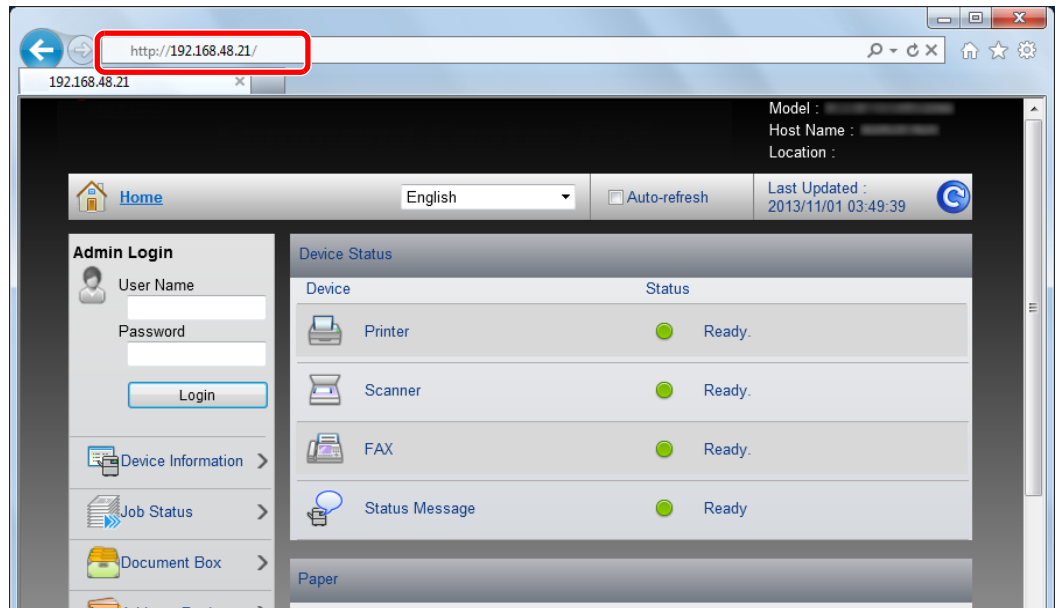 http://192.168.48.21/
192.168.48.21
Model :
Host Name :
Location :
Home
English
Auto-refresh
Last Updated :
2013/11/01 03:49:39
Admin Login
User Name
Password
Login
Device Information
Job Status
Document Box
Device Status
Device Status
Printer Ready.
Scanner Ready.
FAX Ready.
Status Message Ready
Paper